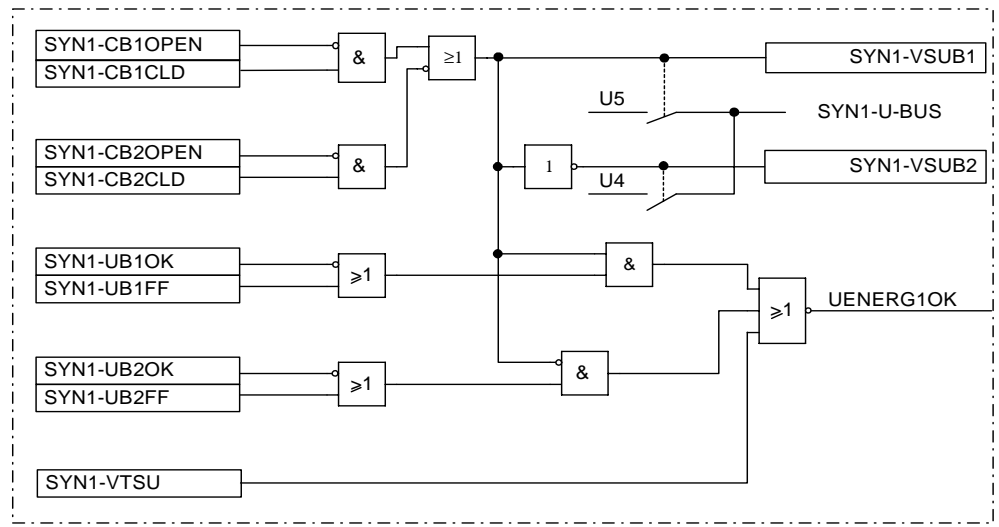 SYN1-CB1OPEN
SYN1-CB1CLD
&
≥1
SYN1-VSUB1
U5
SYN1-U-BUS
SYN1-CB2OPEN
SYN1-CB2CLD
&
1
SYN1-VSUB2
U4
SYN1-UB1OK
SYN1-UB1FF
⩾1
&
⩾1
UENERG1OK
SYN1-UB2OK
SYN1-UB2FF
⩾1
&
SYN1-VTSU